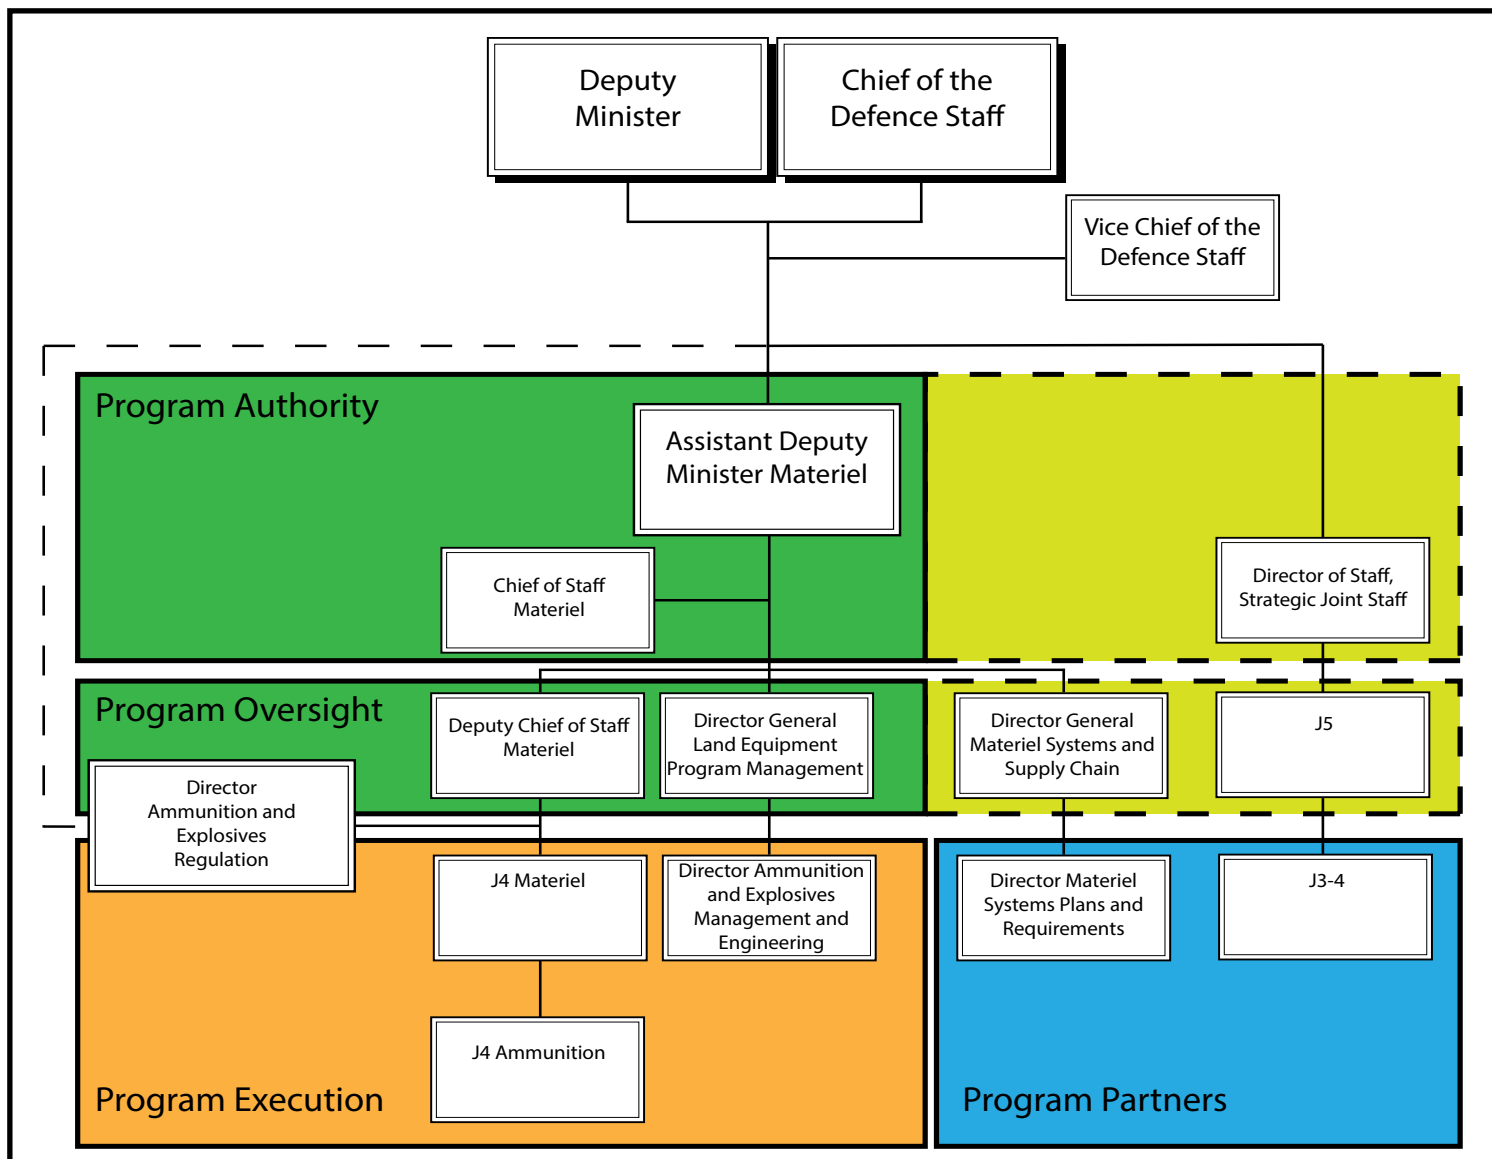 Deputy
Minister
Chief of the
Defence Staff
Vice Chief of the
Defence Staff
Program Authority
Assistant Deputy
Minister Materiel
Chief of Staff
Materiel
Director of Staff,
Strategic Joint Staff
Program Oversight
Deputy Chief of Staff
Materiel
Director General
Land Equipment
Program Management
Director General
Materiel Systems and
Supply Chain
J5
Director
Ammunition and
Explosives
Regulation
J4 Materiel
Director Ammunition
and Explosives
Management and
Engineering
Director Materiel
Systems Plans and
Requirements
J3-4
J4 Ammunition
Program Execution
Program Partners